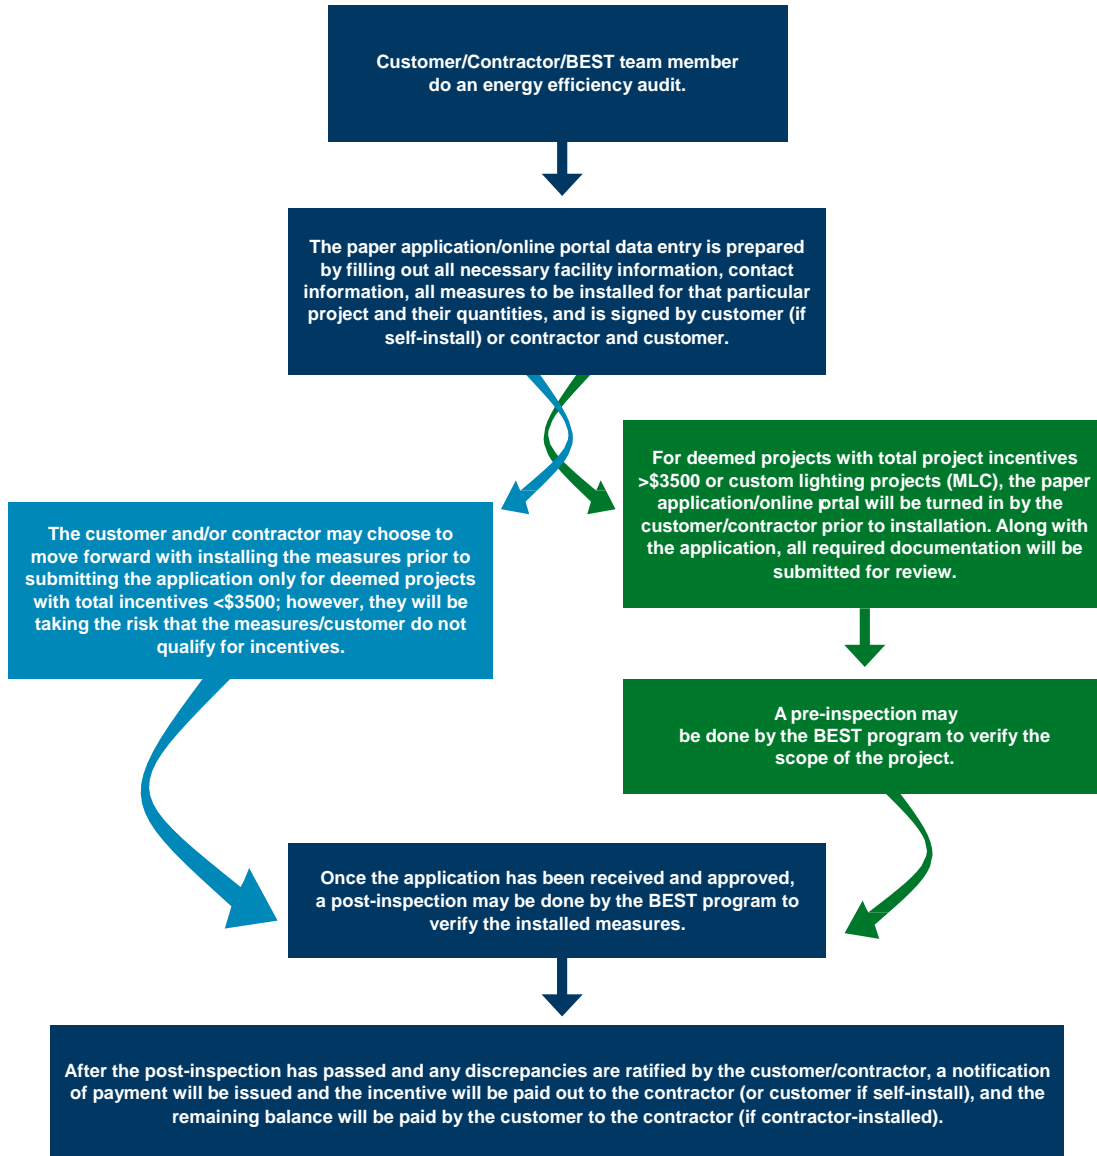 Customer/Contractor/BEST team member
do an energy efficiency audit.
The paper application/online portal data entry is prepared
by filling out all necessary facility information, contact
information, all measures to be installed for that particular
project and their quantities, and is signed by customer (if
self-install) or contractor and customer.
For deemed projects with total project incentives
>$3500 or custom lighting projects (MLC), the paper
application/online portal will be turned in by the
customer/contractor prior to installation. Along with
the application, all required documentation will be
submitted for review.
The customer and/or contractor may choose to
move forward with installing the measures prior to
submitting the application only for deemed projects
with total incentives <$3500; however, they will be
taking the risk that the measures/customer do not
qualify for incentives.
A pre-inspection may
be done by the BEST program to verify the
scope of the project.
Once the application has been received and approved,
a post-inspection may be done by the BEST program to
verify the installed measures.
After the post-inspection has passed and any discrepancies are ratified by the customer/contractor, a notification
of payment will be issued and the incentive will be paid out to the contractor (or customer if self-install), and the
remaining balance will be paid by the customer to the contractor (if contractor-installed).